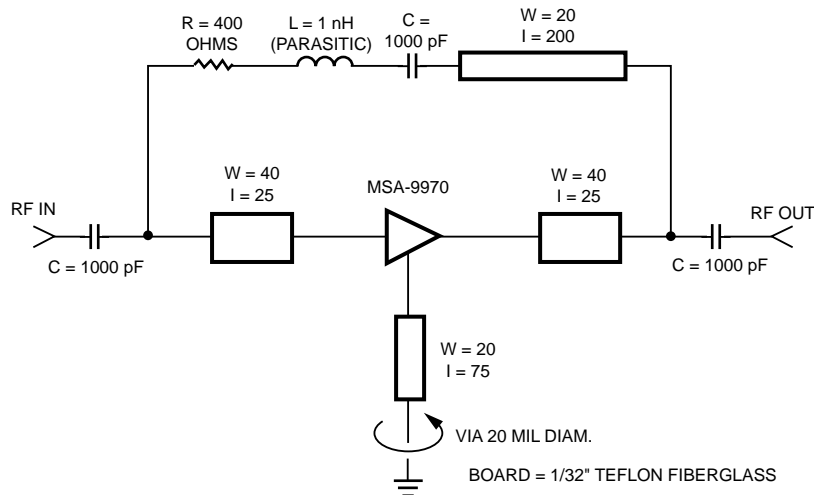 R = 400
OHMS
L = 1 nH
(PARASITIC)
C =
1000 pF
W = 20
l = 200
W = 40
l = 25
MSA-9970
W = 40
l = 25
RF IN
RF OUT
C = 1000 pF
C = 1000 pF
W = 20
l = 75
VIA 20 MIL DIAM.
BOARD = 1/32" TEFLON FIBERGLASS